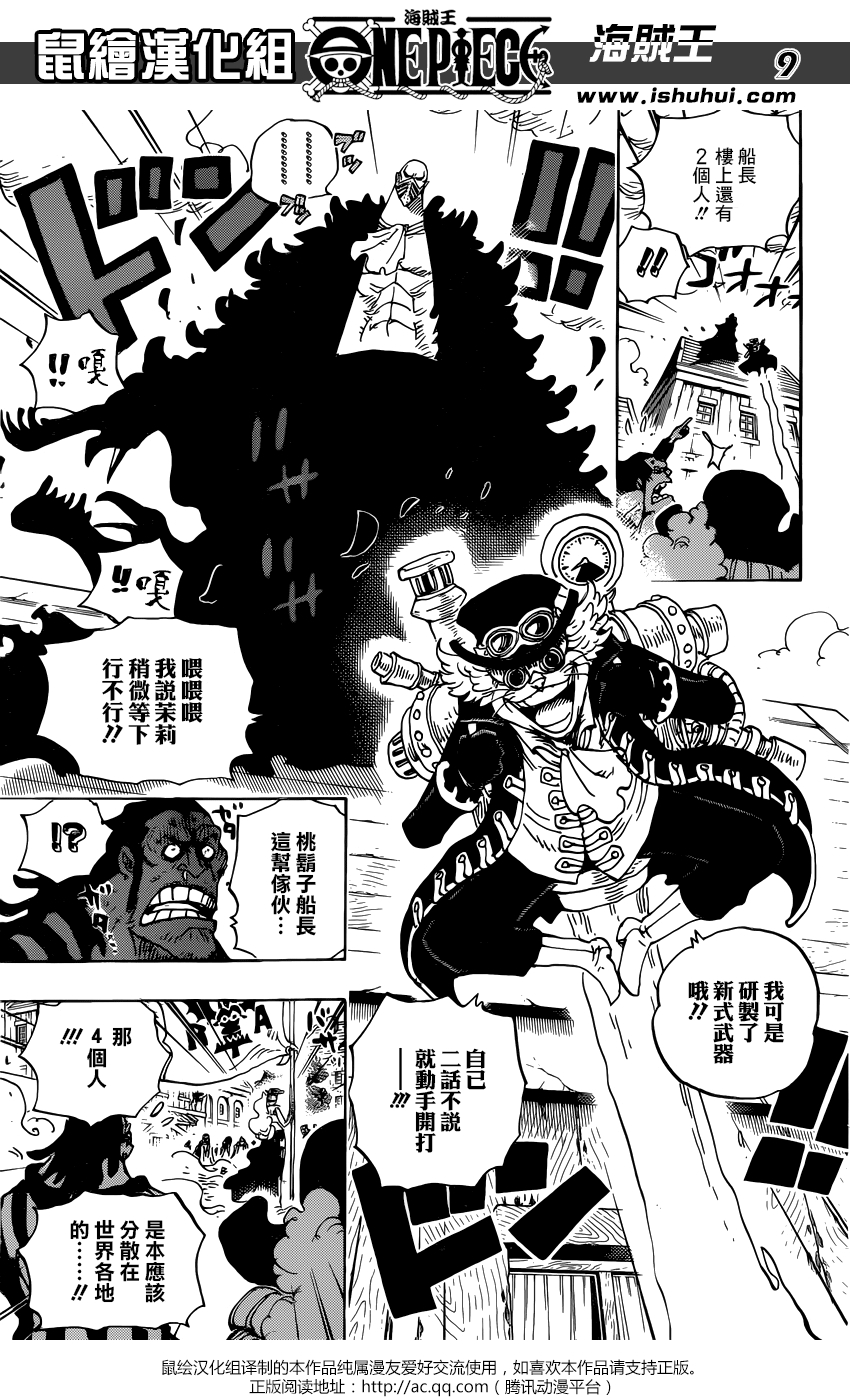 鼠繪漢化組
海賊王
ONE PIECE
海賊王
9
www.ishuhui.com
船長
樓上還有
2個人!!
!!
ゴオオオ
!!
…………
ドン
嘎!!
嘎!!
喂喂喂
我說茉莉
稍微等下
行不行!!
我可是
研製了
新式武器
哦!!
自己
二話不說
就動手開打
——!!!
ドン!!
桃鬍子船長
這幫傢伙…
!?
那
4個人
!!!
是本應該
分散在
世界各地
的……!!
鼠绘汉化组译制的本作品纯属漫友爱好交流使用，如喜欢本作品请支持正版。
正版阅读地址：http://ac.qq.com（腾讯动漫平台）